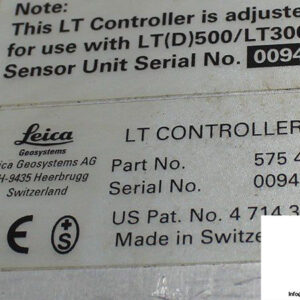 Note:
This LT Controller is adjuste
for use with LT(D)500/LT300
Sensor Unit Serial No. 0094
Leica
Geosystems
ica Geosystems AG
H-9435 Heerbrugg
Switzerland
LT CONTROLLER
Part No. 575 4
Serial No. 0094
US Pat. No. 4 714 3
Made in Switze
CE
S